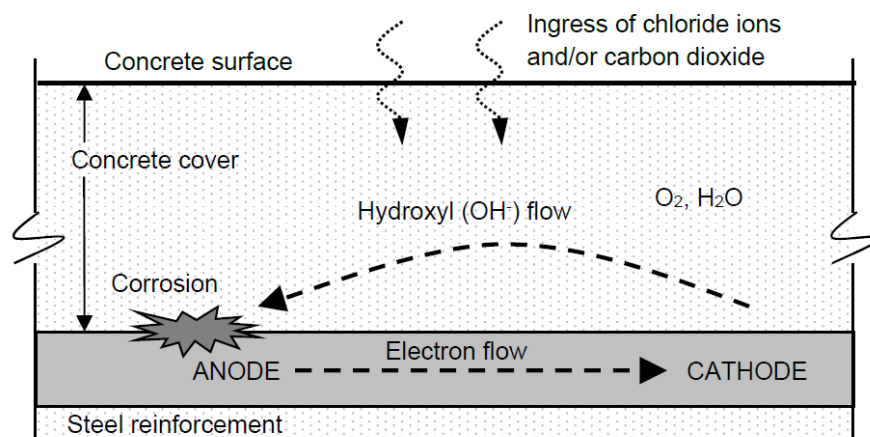 Ingress of chloride ions
and/or carbon dioxide
Concrete surface
Concrete cover
O₂, H₂O
Hydroxyl (OH⁻) flow
Corrosion
Electron flow
ANODE
CATHODE
Steel reinforcement